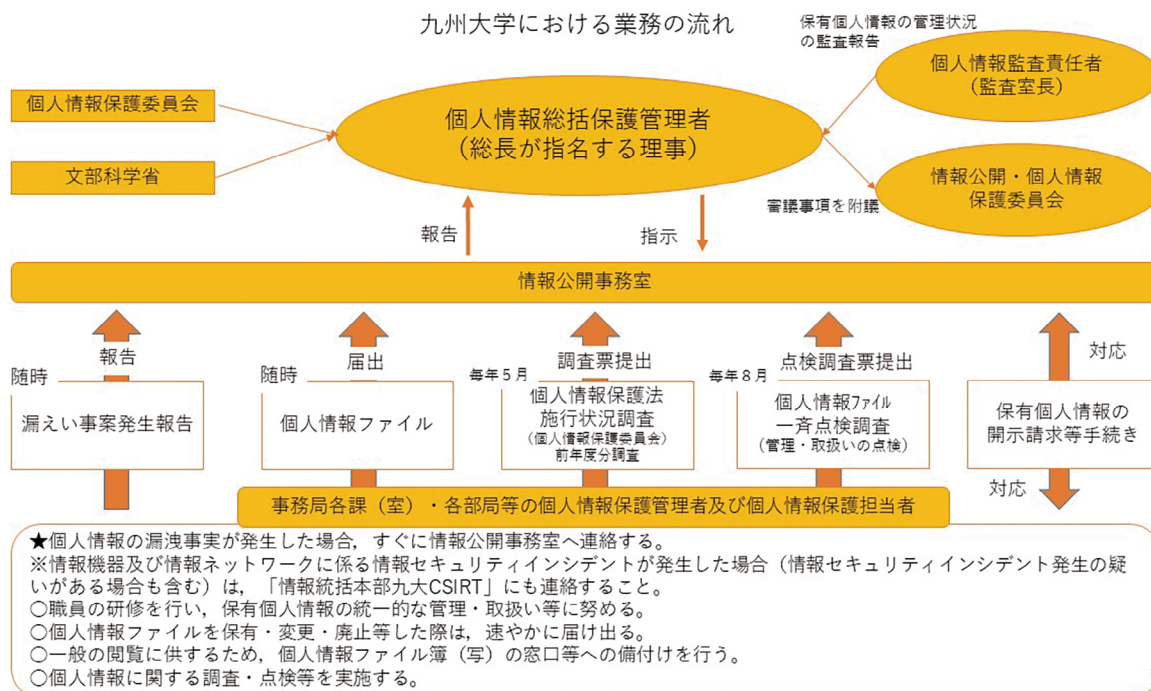 九州大学における業務の流れ
保有個人情報の管理状況
の監査報告
個人情報保護委員会
文部科学省
個人情報総括保護管理者
(総長が指名する理事)
個人情報監査責任者
(監査室長)
情報公開・個人情報
保護委員会
審議事項を附議
報告
指示
情報公開事務室
報告
随時
漏えい事案発生報告
届出
随時
個人情報ファイル
調査票提出
毎年5月
個人情報保護法
施行状況調査
(個人情報保護委員会)
前年度分調査
点検調査票提出
毎年8月
個人情報ファイル
一斉点検調査
(管理・取扱いの点検)
対応
保有個人情報の
開示請求等手続き
対応
事務局各課(室)・各部局等の個人情報保護管理者及び個人情報保護担当者
★個人情報の漏洩事実が発生した場合,すぐに情報公開事務室へ連絡する。
※情報機器及び情報ネットワークに係る情報セキュリティインシデントが発生した場合(情報セキュリティインシデント発生の疑
いがある場合も含む)は,「情報統括本部九大CSIRT」にも連絡すること。
○職員の研修を行い,保有個人情報の統一的な管理・取扱い等に努める。
○個人情報ファイルを保有・変更・廃止等した際は,速やかに届け出る。
○一般の閲覧に供するため,個人情報ファイル簿(写)の窓口等への備付けを行う。
○個人情報に関する調査・点検等を実施する。